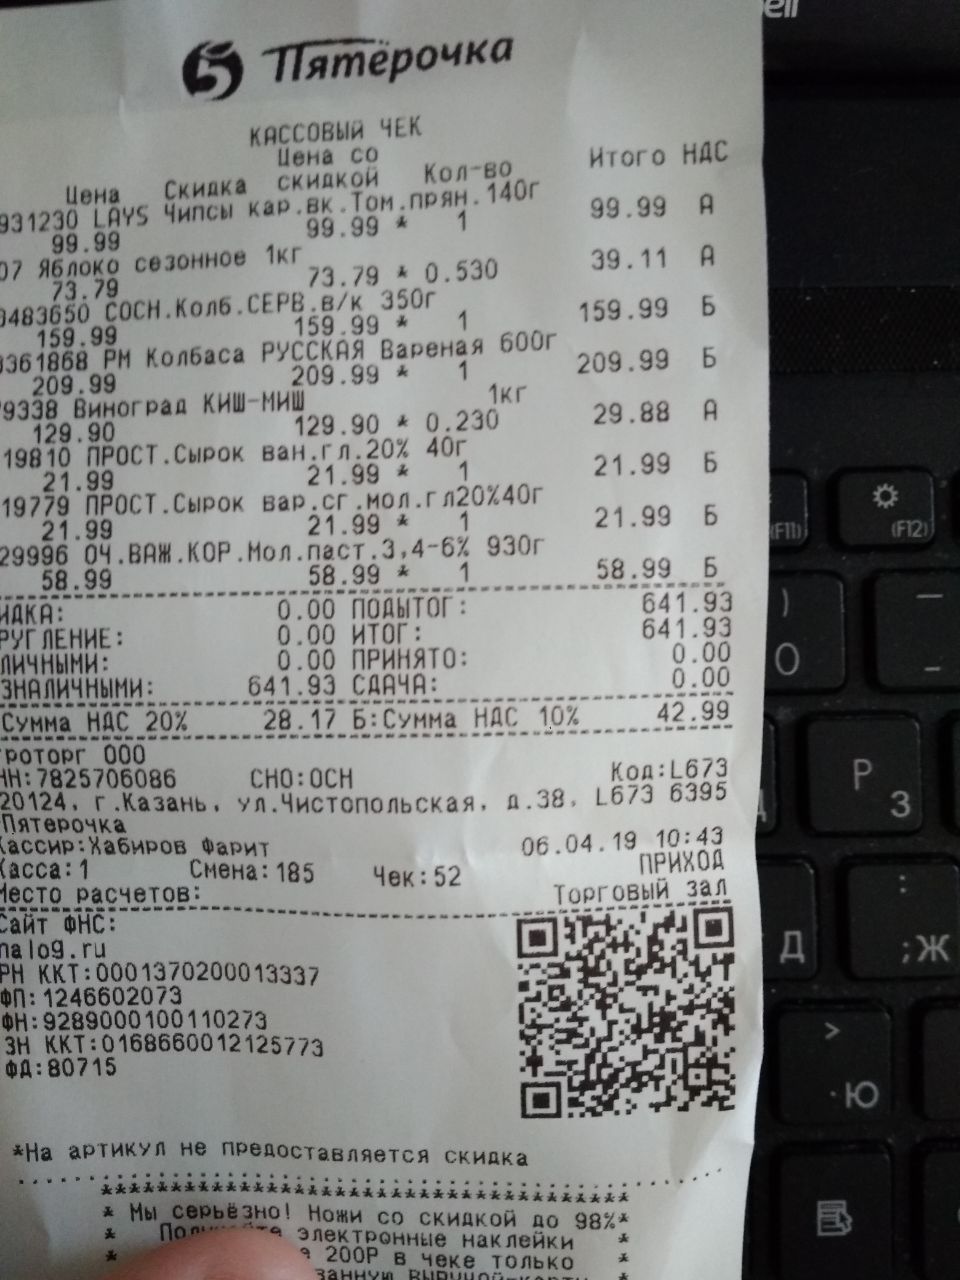 ell
5 Пятёрочка
КАССОВЫЙ ЧЕК
Цена Скидка Цена со скидкой Кол-во Итого НДС
931230 LAYS Чипсы кар.вк.Том.прян.140г
99.99 99.99 * 1 99.99 А
07 Яблоко сезонное 1кг
73.79 73.79 * 0.530 39.11 А
483650 СОСН.Колб.СЕРВ.в/к 350г
159.99 159.99 * 1 159.99 Б
361868 РМ Колбаса РУССКАЯ Вареная 600г
209.99 209.99 * 1 209.99 Б
9338 Виноград КИШ-МИШ 1кг
129.90 129.90 * 0.230 29.88 А
19810 ПРОСТ.Сырок ван.гл.20% 40г
21.99 21.99 * 1 21.99 Б
19779 ПРОСТ.Сырок вар.сг.мол.гл20%40г
21.99 21.99 * 1 21.99 Б
29996 ОЧ.ВАЖ.КОР.Мол.паст.3,4-6% 930г
58.99 58.99 * 1 58.99 Б
ИДКА: 0.00 ПОДЫТОГ: 641.93
РУГЛЕНИЕ: 0.00 ИТОГ: 641.93
ЛИЧНЫМИ: 0.00 ПРИНЯТО: 0.00
ЗНАЛИЧНЫМИ: 641.93 СДАЧА: 0.00
Сумма НДС 20% 28.17 Б:Сумма НДС 10% 42.99
гроторг ООО
НН:7825706086 СНО:ОСН Код:L673
20124, г.Казань, ул.Чистопольская, д.38, L673 6395
Пятерочка
Кассир:Хабиров Фарит 06.04.19 10:43
ПРИХОД
Касса:1 Смена:185 Чек:52
Место расчетов: Торговый зал
Сайт ФНС:
nalog.ru
РН ККТ:0001370200013337
ФП:1246602073
ФН:9289000100110273
ЗН ККТ:0168660012125773
ФД:80715
*На артикул не предоставляется скидка
* Мы серьёзно! Ножи со скидкой до 98%*
* электронные наклейки *
* 200Р в чеке только *
(F11)
(F12)
)
0
—
-
Р
З
Д
:
;Ж
>
.Ю